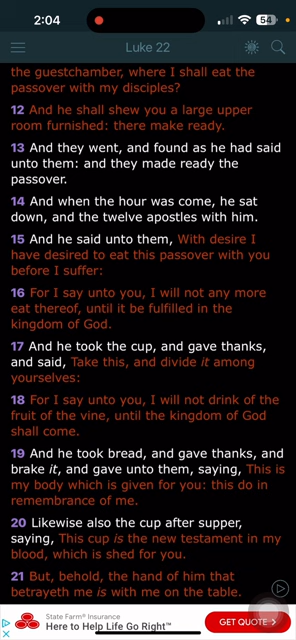 2:04
54
Luke 22
the guestchamber, where I shall eat the
passover with my disciples?
12 And he shall shew you a large upper
room furnished: there make ready.
13 And they went, and found as he had said
unto them: and they made ready the
passover.
14 And when the hour was come, he sat
down, and the twelve apostles with him.
15 And he said unto them, With desire I
have desired to eat this passover with you
before I suffer:
16 For I say unto you, I will not any more
eat thereof, until it be fulfilled in the
kingdom of God.
17 And he took the cup, and gave thanks,
and said, Take this, and divide it among
yourselves:
18 For I say unto you, I will not drink of the
fruit of the vine, until the kingdom of God
shall come.
19 And he took bread, and gave thanks, and
brake it, and gave unto them, saying, This is
my body which is given for you: this do in
remembrance of me.
20 Likewise also the cup after supper,
saying, This cup is the new testament in my
blood, which is shed for you.
21 But, behold, the hand of him that
betrayeth me is with me on the table.
State Farm® Insurance
Here to Help Life Go Right™
GET QUOTE >